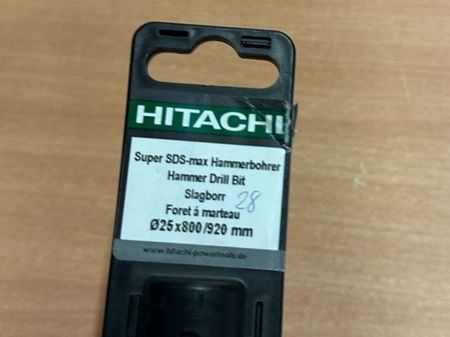 HITACHI
Super SDS-max Hammerbohrer
Hammer Drill Bit
Slagborr
28
Foret á marteau
Ø25x800/920 mm
www.hitachi-powertools.de